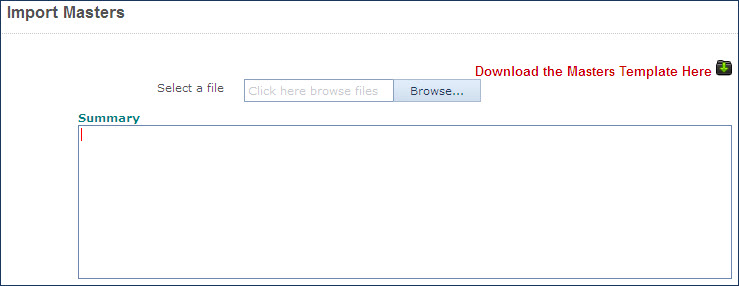 Import Masters
Download the Masters Template Here
Select a file
Click here browse files
Browse...
Summary